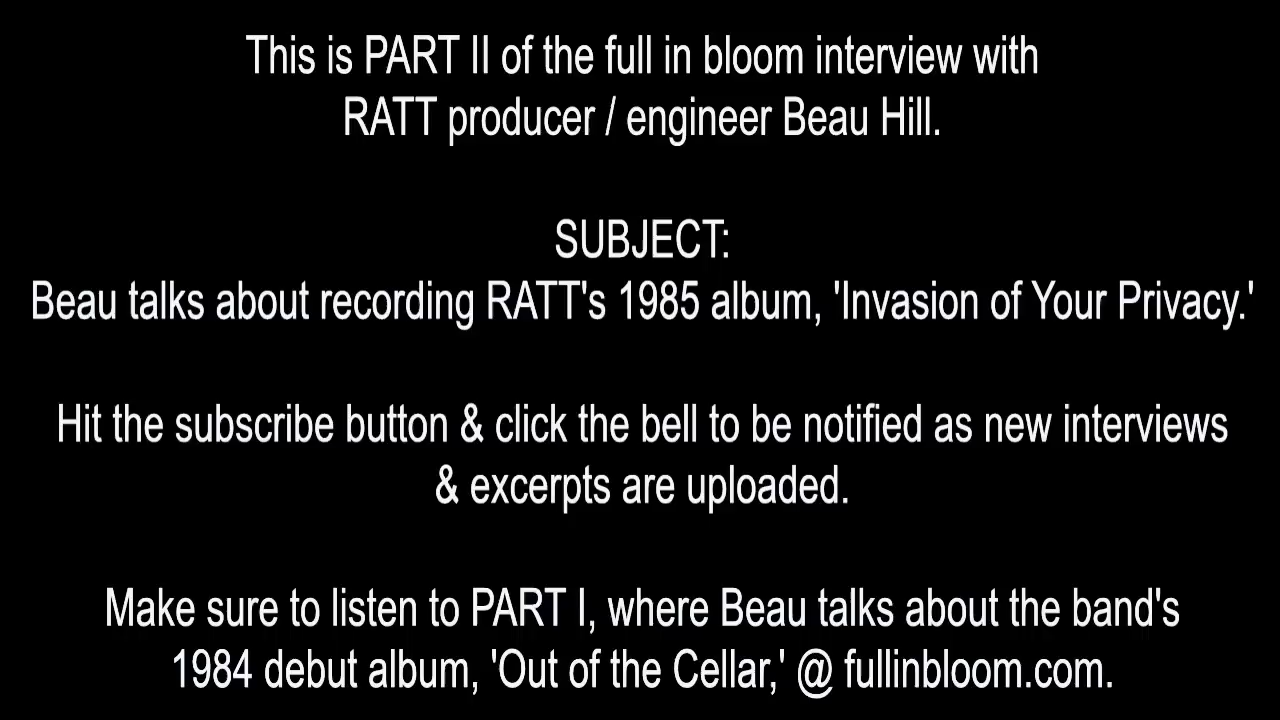 This is PART II of the full in bloom interview with
RATT producer / engineer Beau Hill.
SUBJECT:
Beau talks about recording RATT's 1985 album, 'Invasion of Your Privacy.'
Hit the subscribe button & click the bell to be notified as new interviews
& excerpts are uploaded.
Make sure to listen to PART I, where Beau talks about the band's
1984 debut album, 'Out of the Cellar,' @ fullinbloom.com.